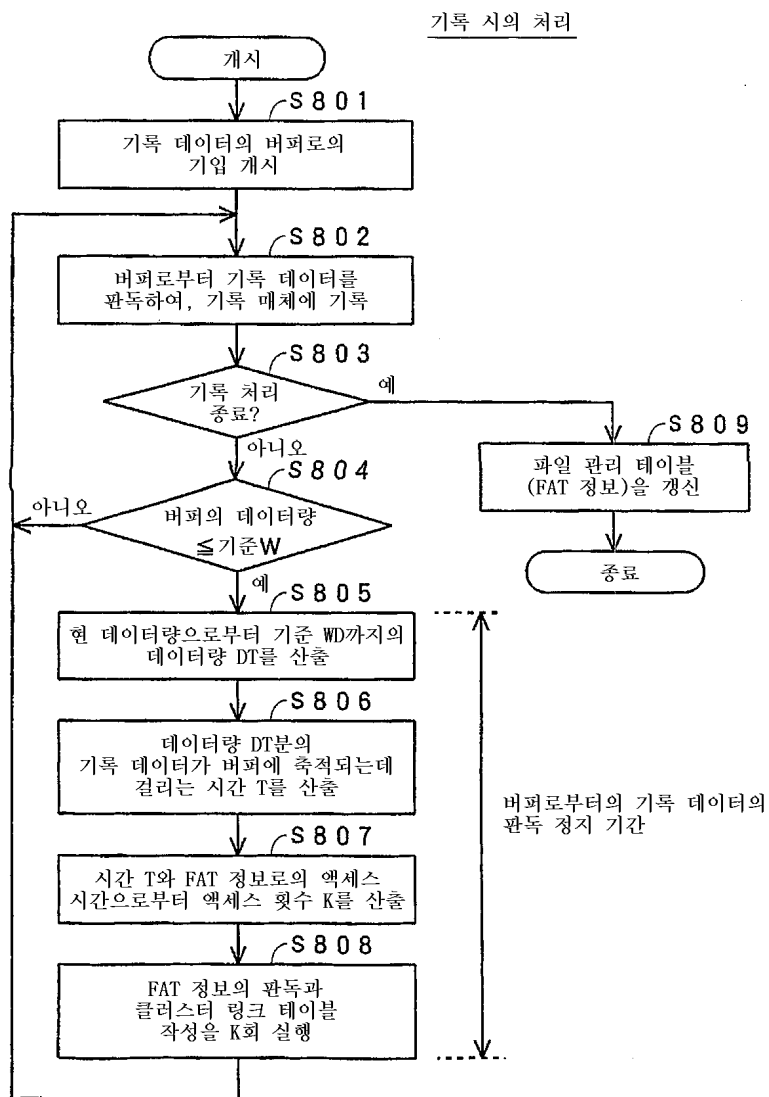 기록 시의 처리
개시
S801
기록 데이터의 버퍼로의
기입 개시
S802
버퍼로부터 기록 데이터를
판독하여, 기록 매체에 기록
S803
기록 처리
종료?
예
아니오
S809
파일 관리 테이블
(FAT 정보)을 갱신
종료
S804
아니오
버퍼의 데이터량
≦기준W
예
S805
현 데이터량으로부터 기준 WD까지의
데이터량 DT를 산출
S806
데이터량 DT분의
기록 데이터가 버퍼에 축적되는데
걸리는 시간 T를 산출
버퍼로부터의 기록 데이터의
판독 정지 기간
S807
시간 T와 FAT 정보로의 액세스
시간으로부터 액세스 횟수 K를 산출
S808
FAT 정보의 판독과
클러스터 링크 테이블
작성을 K회 실행